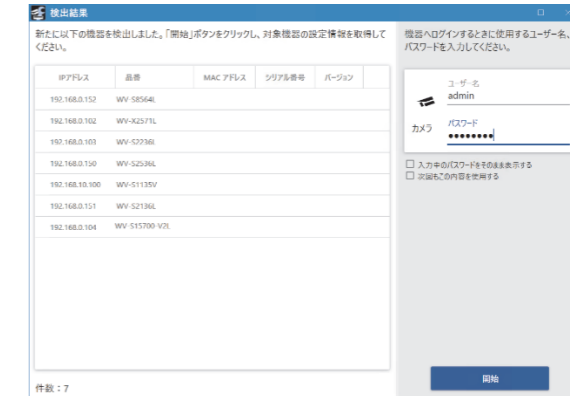 検出結果
新たに以下の機器を検出しました。「開始」ボタンをクリックし、対象機器の設定情報を取得して
ください。
IPアドレス 品番 MAC アドレス シリアル番号 バージョン
192.168.0.152 WV-S8564L
192.168.0.102 WV-X2571L
192.168.0.103 WV-S2236L
192.168.0.150 WV-S2536L
192.168.10.100 WV-S1135V
192.168.0.151 WV-S2136L
192.168.0.104 WV-S15700-V2L
件数：7
機器へログインするときに使用するユーザー名、
パスワードを入力してください。
カメラ
ユーザー名
admin
パスワード
●●●●●●●●
入力中のパスワードをそのまま表示する
次回もこの内容を使用する
開始